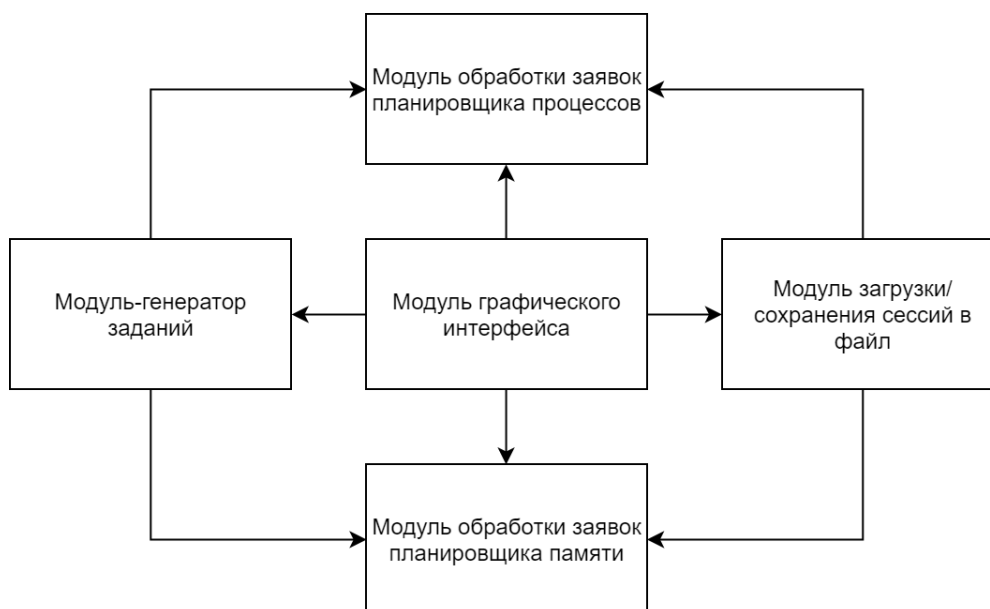 Модуль обработки заявок
планировщика процессов
Модуль-генератор
заданий
Модуль графического
интерфейса
Модуль загрузки/
сохранения сессий в
файл
Модуль обработки заявок
планировщика памяти